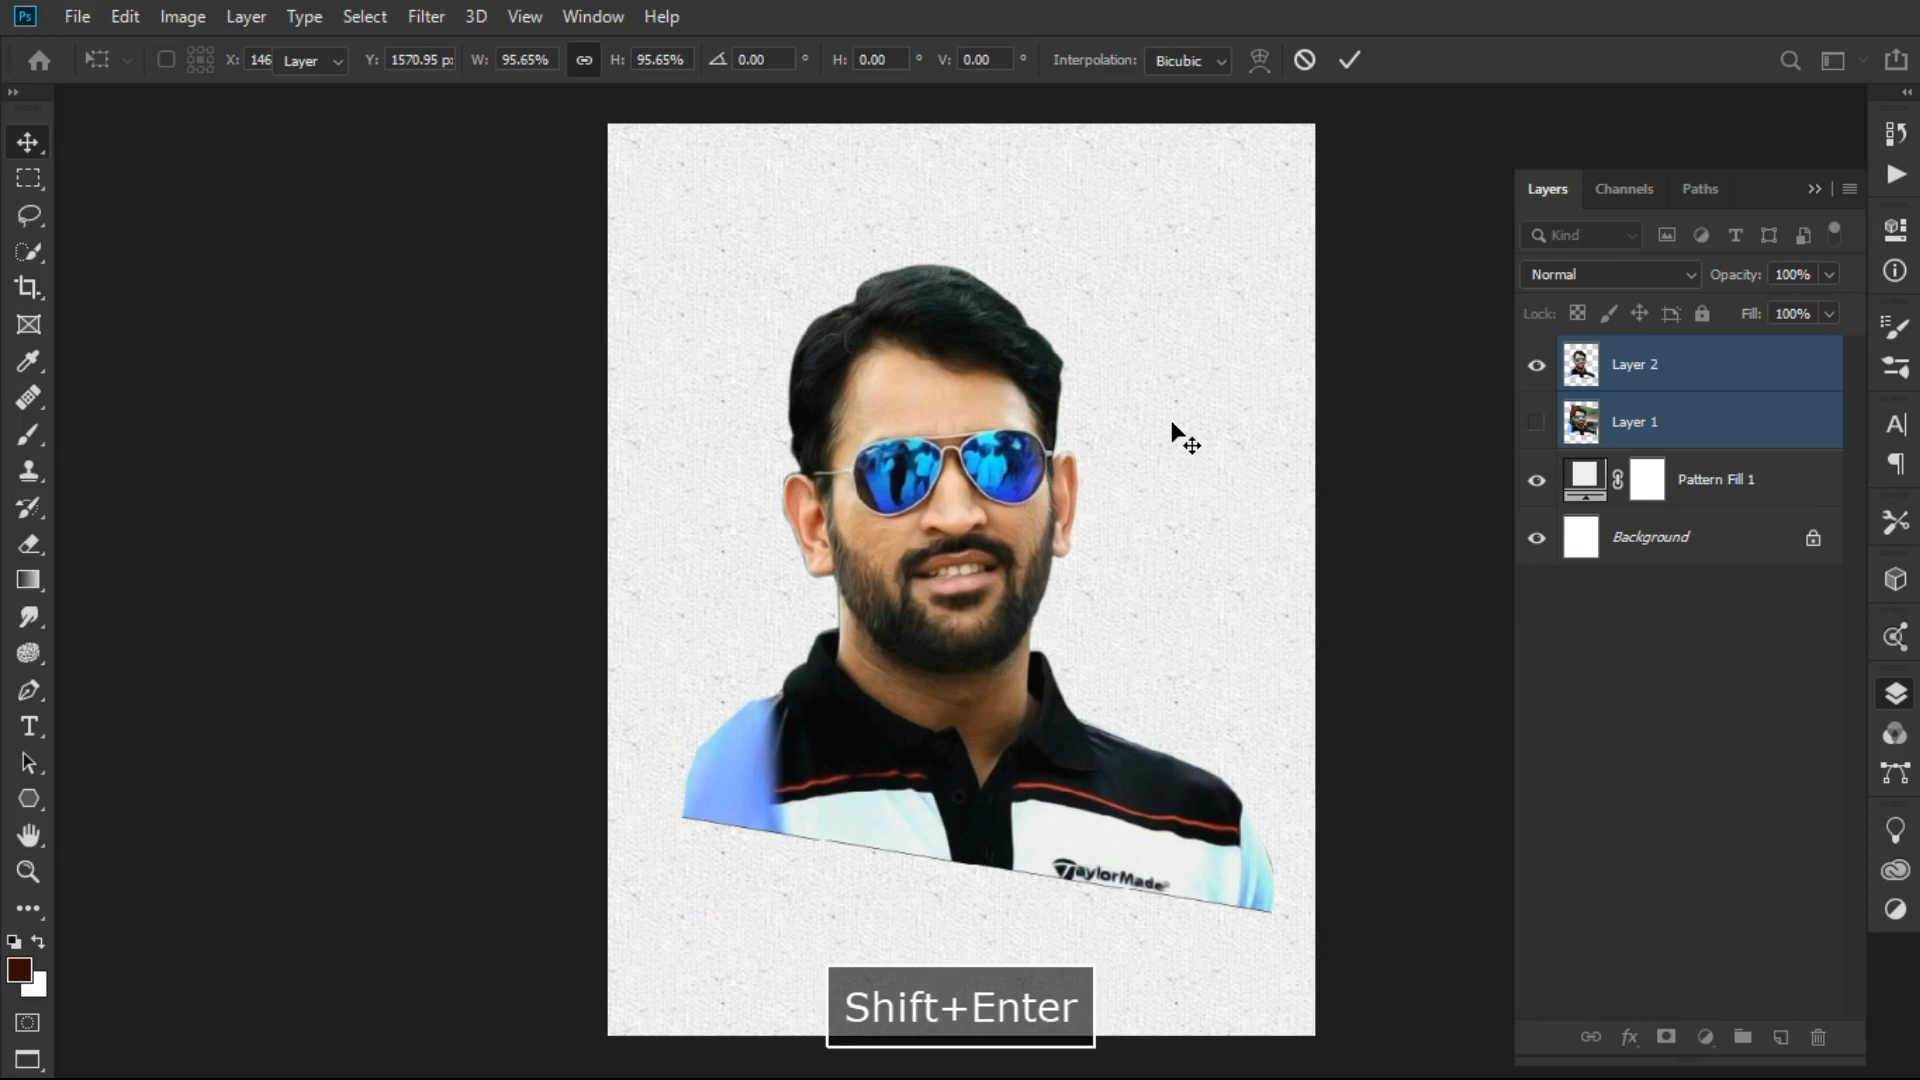 Ps File Edit Image Layer Type Select Filter 3D View Window Help
X: 146 Layer Y: 1570.95 p: W: 95.65% H: 95.65% 0.00 ° H: 0.00 ° V: 0.00 ° Interpolation: Bicubic
Layers Channels Paths
Kind
Normal Opacity: 100%
Lock: Fill: 100%
Layer 2
Layer 1
Pattern Fill 1
Background
TaylorMade
Shift+Enter